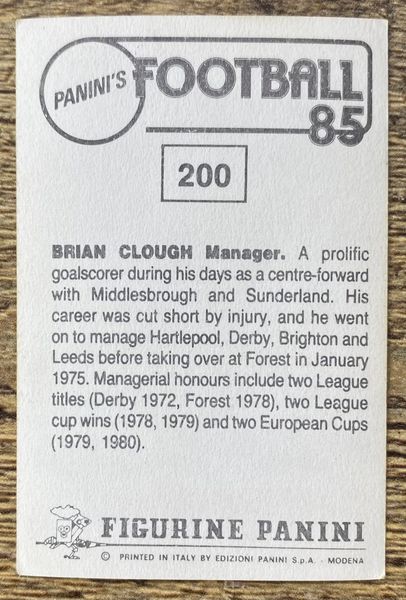 PANINI'S
FOOTBALL
85
200
BRIAN CLOUGH Manager. A prolific
goalscorer during his days as a centre-forward
with Middlesbrough and Sunderland. His
career was cut short by injury, and he went
on to manage Hartlepool, Derby, Brighton and
Leeds before taking over at Forest in January
1975. Managerial honours include two League
titles (Derby 1972, Forest 1978), two League
cup wins (1978, 1979) and two European Cups
(1979, 1980).
FIGURINE PANINI
© PRINTED IN ITALY BY EDIZIONI PANINI S.p.A. - MODENA